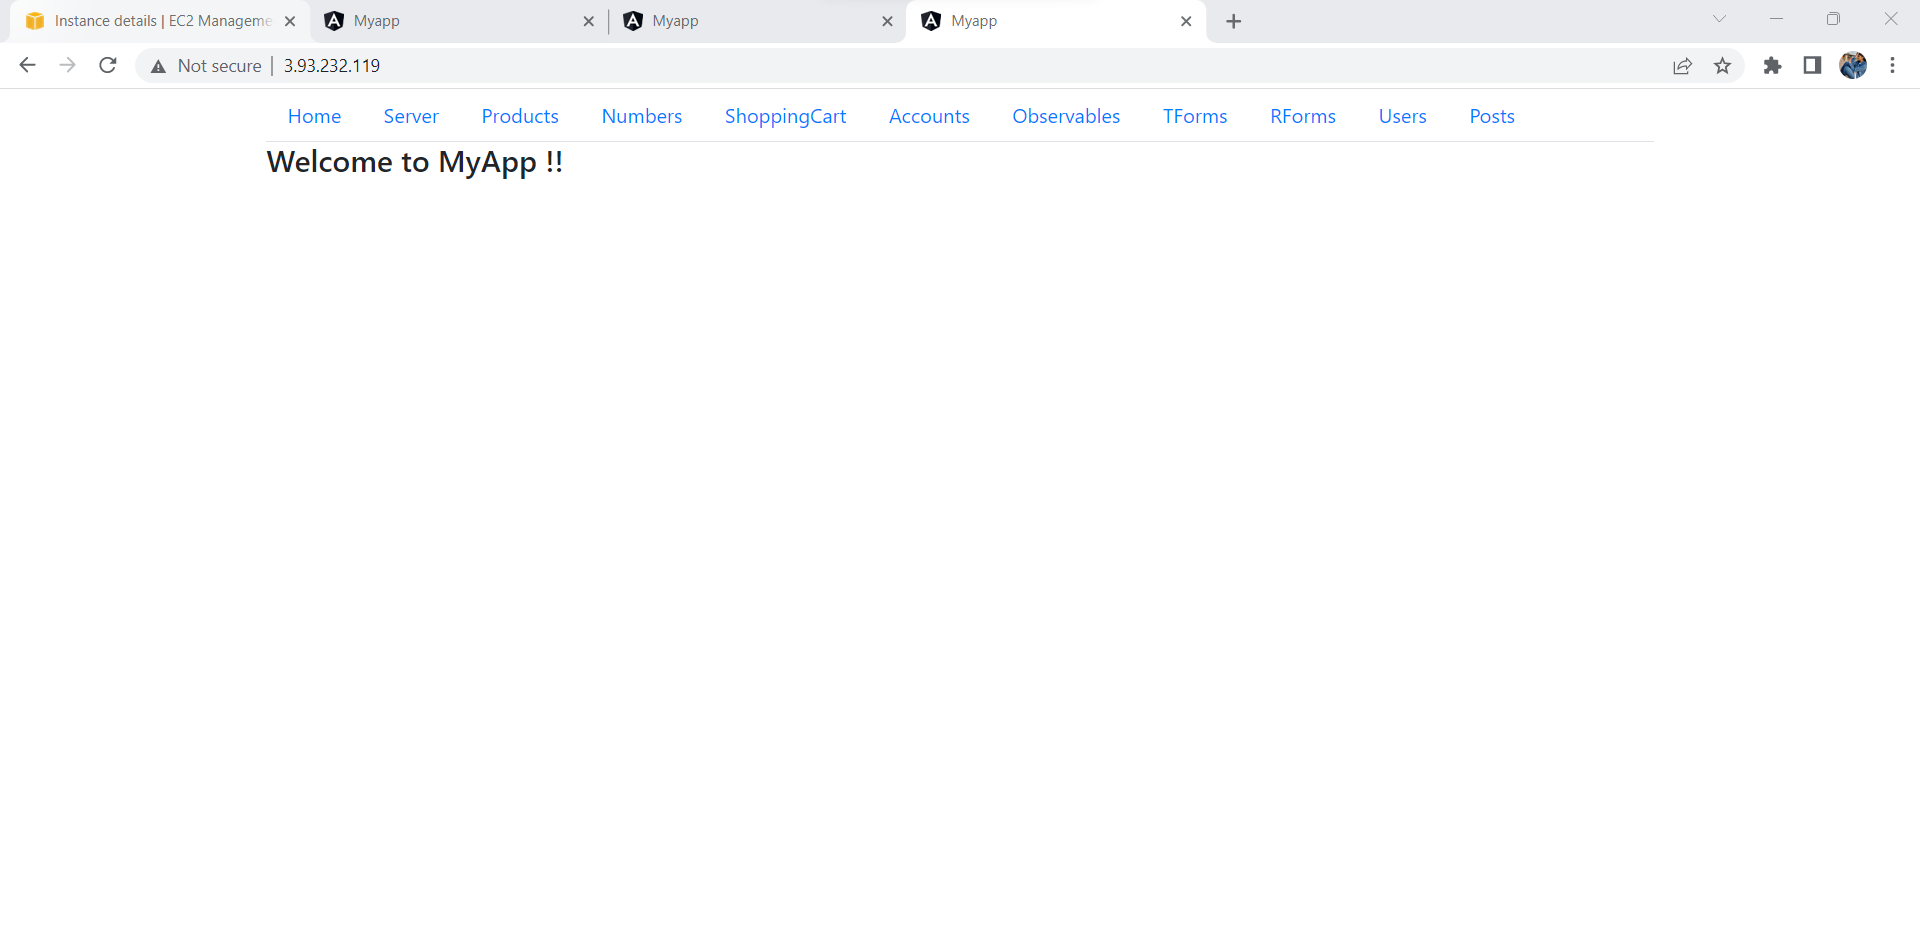 Instance details | EC2 Manageme
Myapp
Myapp
Myapp
Not secure | 3.93.232.119
Home Server Products Numbers ShoppingCart Accounts Observables TForms RForms Users Posts
Welcome to MyApp !!